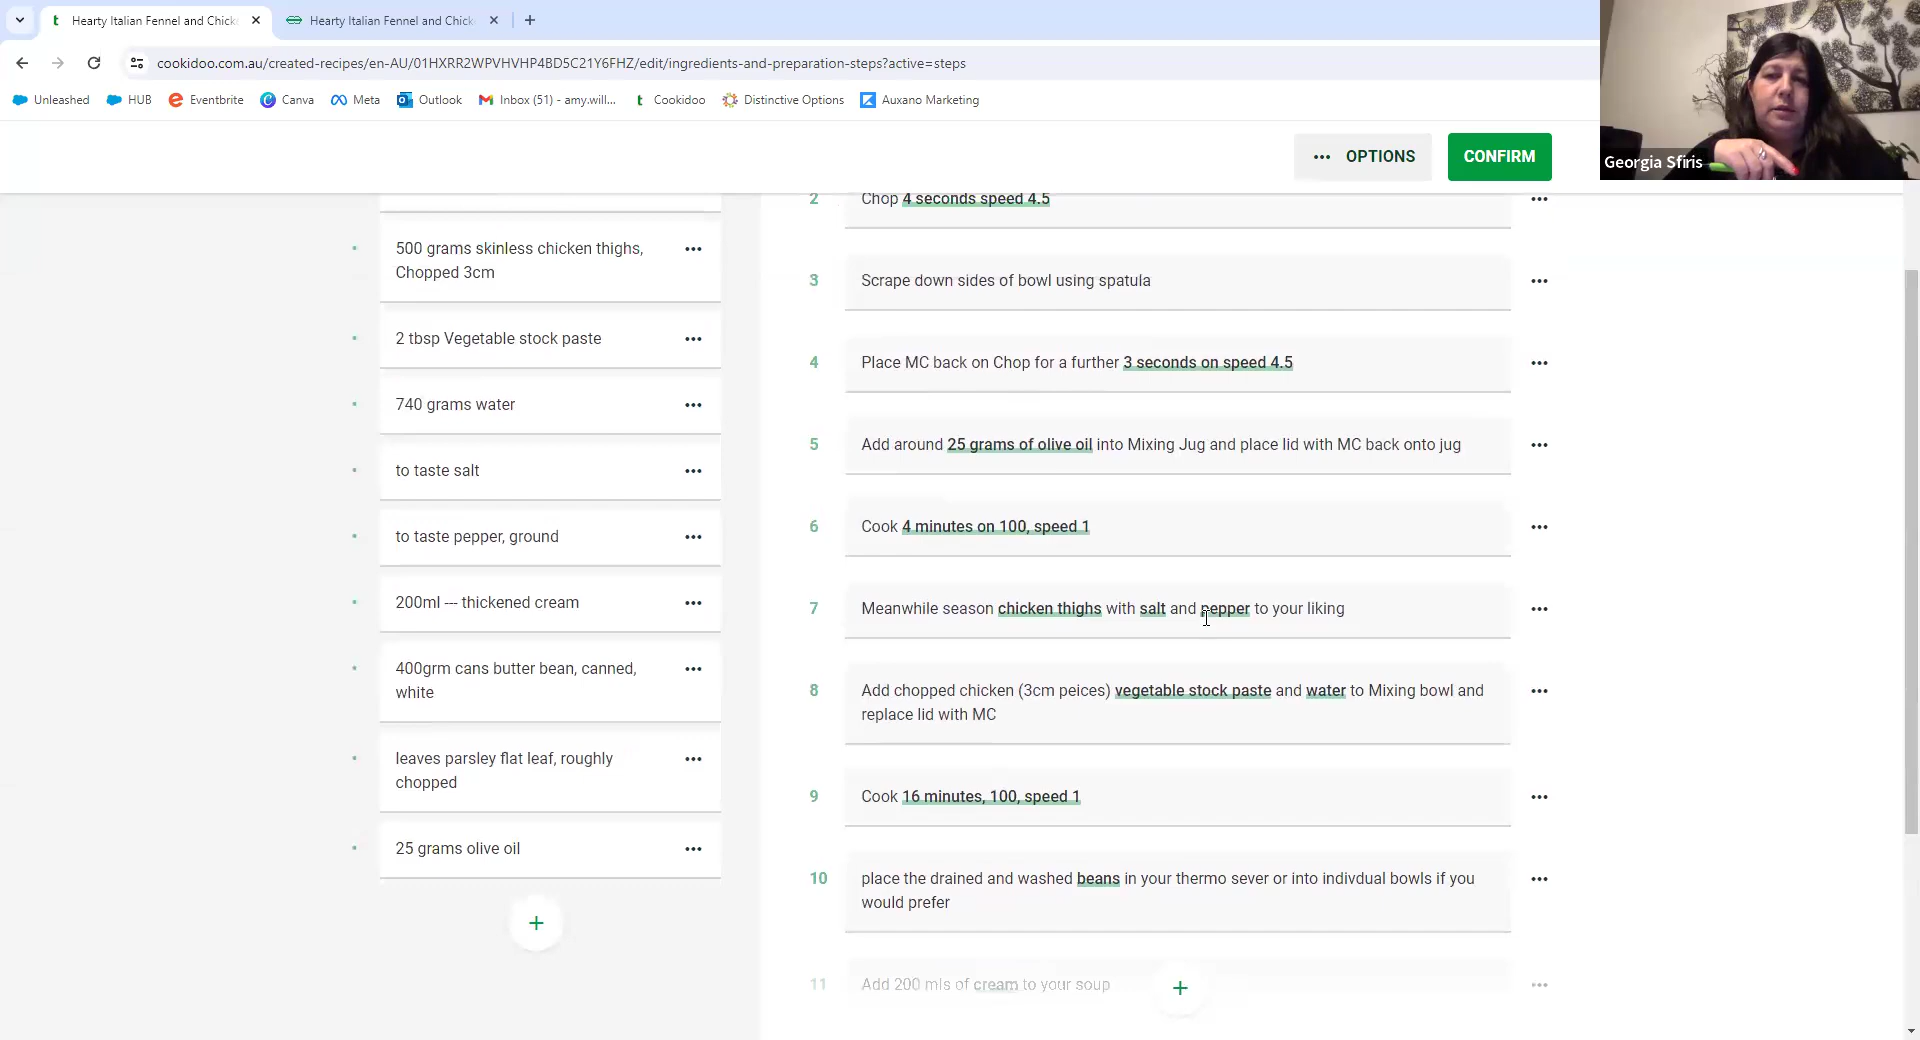 Hearty Italian Fennel and Chick
Hearty Italian Fennel and Chick
cookidoo.com.au/created-recipes/en-AU/01HXRR2WPVHVHP4BD5C21Y6FHZ/edit/ingredients-and-preparation-steps?active=steps
Unleashed HUB Eventbrite Canva Meta Outlook Inbox (51) - amy.will... Cookidoo Distinctive Options Auxano Marketing
Georgia Sfiris
OPTIONS
CONFIRM
500 grams skinless chicken thighs,
Chopped 3cm
2 tbsp Vegetable stock paste
740 grams water
to taste salt
to taste pepper, ground
200ml --- thickened cream
400grm cans butter bean, canned,
white
leaves parsley flat leaf, roughly
chopped
25 grams olive oil
2 Chop 4 seconds speed 4.5
3 Scrape down sides of bowl using spatula
4 Place MC back on Chop for a further 3 seconds on speed 4.5
5 Add around 25 grams of olive oil into Mixing Jug and place lid with MC back onto jug
6 Cook 4 minutes on 100, speed 1
7 Meanwhile season chicken thighs with salt and pepper to your liking
8 Add chopped chicken (3cm peices) vegetable stock paste and water to Mixing bowl and
replace lid with MC
9 Cook 16 minutes, 100, speed 1
10 place the drained and washed beans in your thermo sever or into indivdual bowls if you
would prefer
11 Add 200 mls of cream to your soup